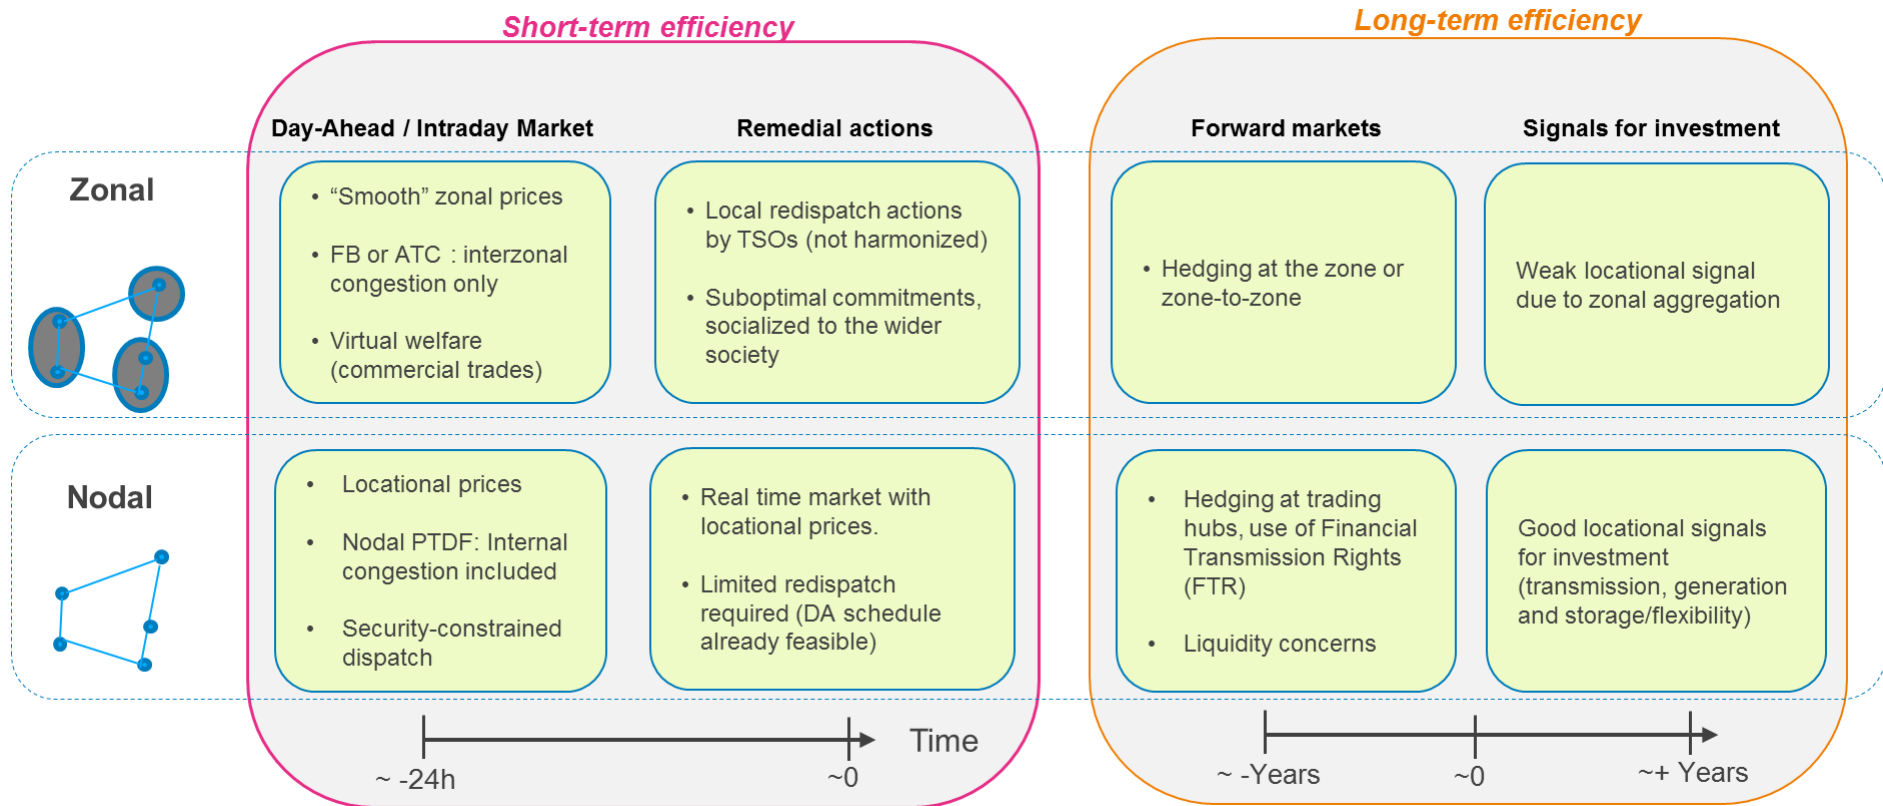 Short-term efficiency
Long-term efficiency
Day-Ahead / Intraday Market
Remedial actions
Forward markets
Signals for investment
Zonal
• “Smooth” zonal prices
• FB or ATC : interzonal
congestion only
• Virtual welfare
(commercial trades)
• Local redispatch actions
by TSOs (not harmonized)
• Suboptimal commitments,
socialized to the wider
society
• Hedging at the zone or
zone-to-zone
Weak locational signal
due to zonal aggregation
Nodal
• Locational prices
• Nodal PTDF: Internal
congestion included
• Security-constrained
dispatch
• Real time market with
locational prices.
• Limited redispatch
required (DA schedule
already feasible)
• Hedging at trading
hubs, use of Financial
Transmission Rights
(FTR)
• Liquidity concerns
Good locational signals
for investment
(transmission, generation
and storage/flexibility)
Time
~ -24h
~0
~ -Years
~0
~+ Years